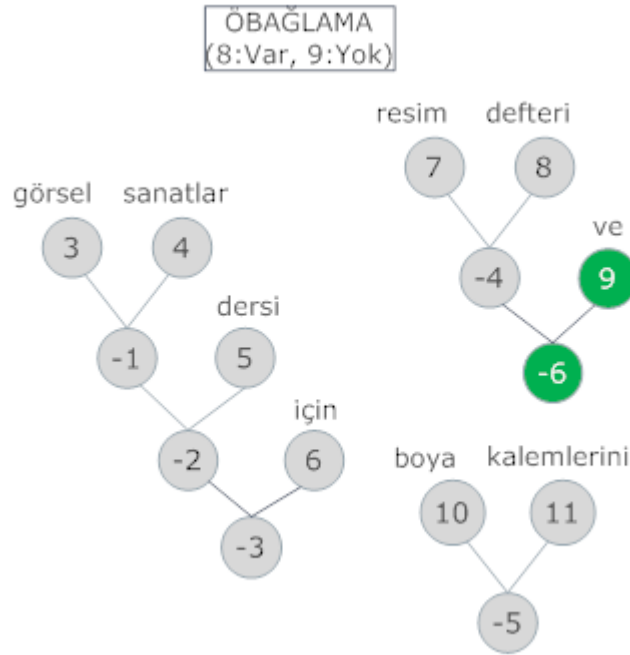 ÖBAĞLAMA
(8:Var, 9:Yok)
resim defteri
7 8
görsel sanatlar
ve
3 4
-4 9
dersi
-1 5
-6
için
-2 6
boya kalemlerini
10 11
-3
-5